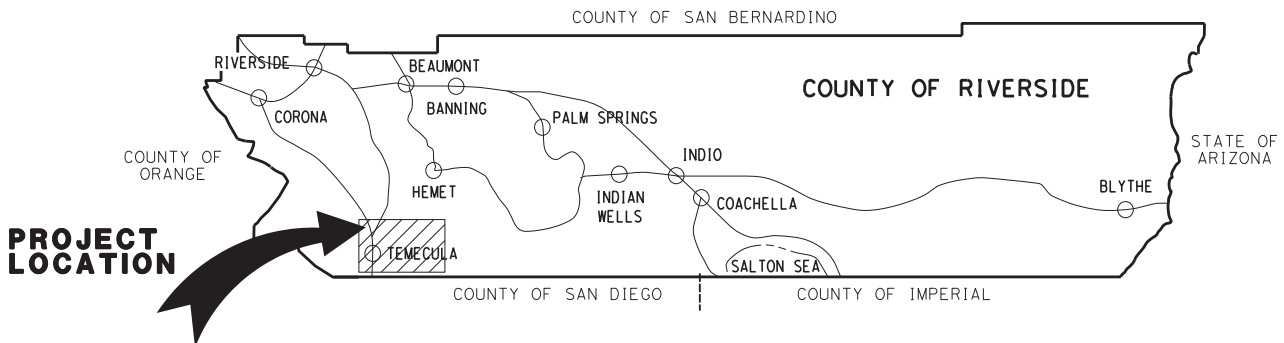 COUNTY OF SAN BERNARDINO
RIVERSIDE
BEAUMONT
COUNTY OF RIVERSIDE
BANNING
CORONA
PALM SPRINGS
STATE OF
ARIZONA
COUNTY OF
ORANGE
INDIO
HEMET
INDIAN
WELLS
COACHELLA
BLYTHE
PROJECT
LOCATION
TEMECULA
SALTON SEA
COUNTY OF SAN DIEGO
COUNTY OF IMPERIAL